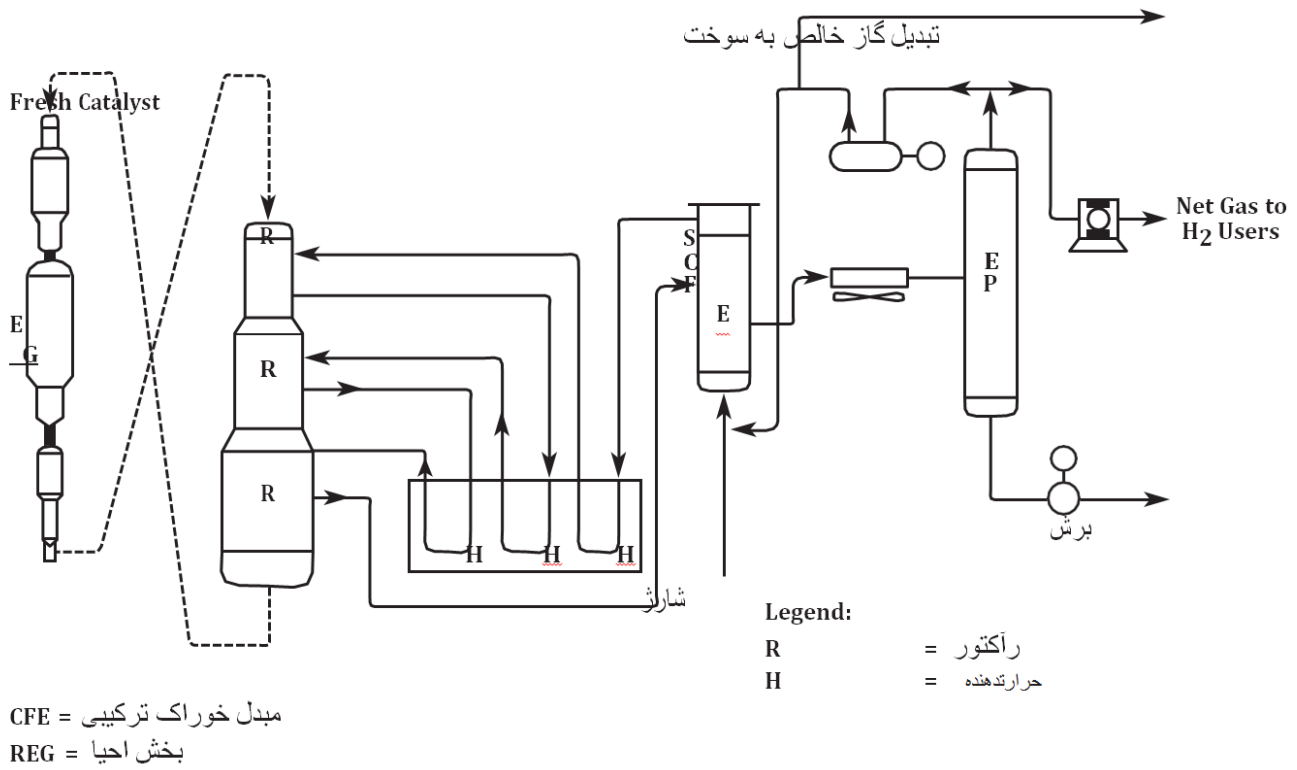 تبدیل گاز خالص به سوخت
Fresh Catalyst
Net Gas to
H2 Users
R
S
C
F
E
E
P
E
G
R
R
H
H
H
برش
شارژ
Legend:
R = رآکتور
H = حرارتدهنده
CFE = مبدل خوراک ترکیبی
REG = بخش احیا